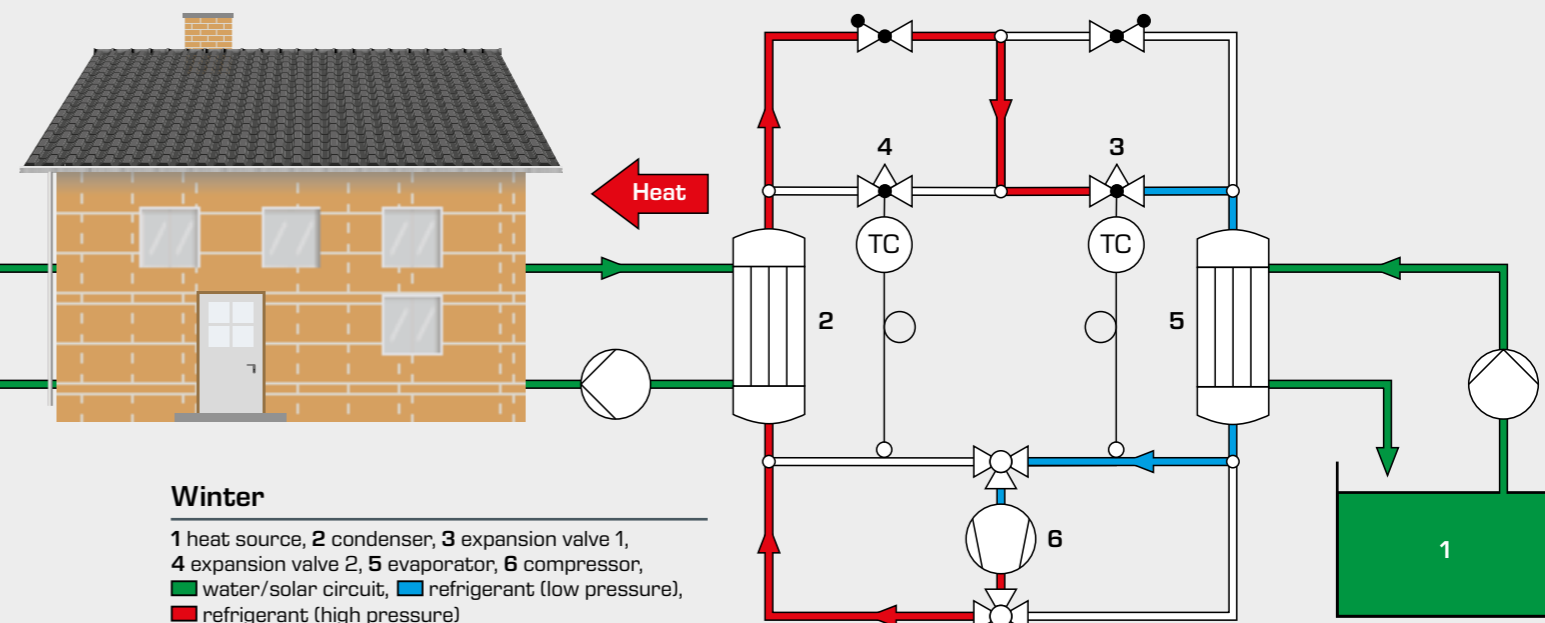 4
3
Heat
TC
TC
2
5
6
1
Winter
1 heat source, 2 condenser, 3 expansion valve 1,
4 expansion valve 2, 5 evaporator, 6 compressor,
water/solar circuit, refrigerant (low pressure),
refrigerant (high pressure)